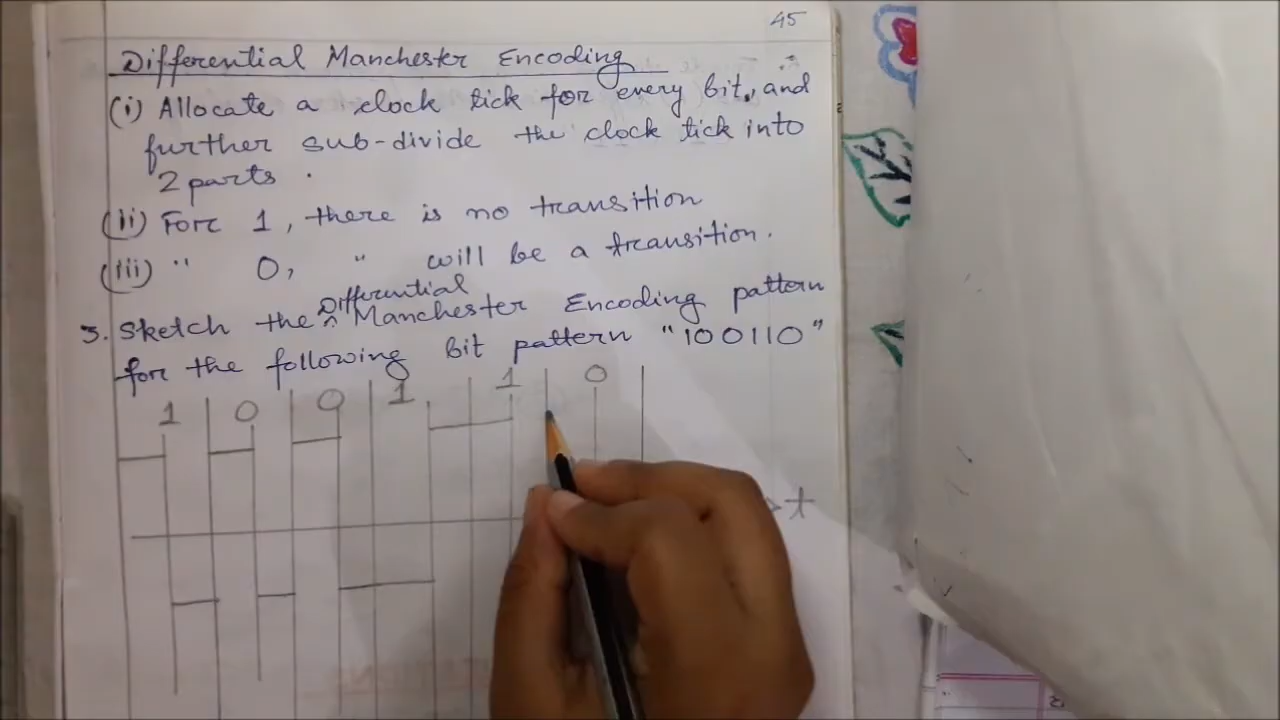 45
Differential Manchester Encoding
(i) Allocate a clock tick for every bit, and
further sub-divide the clock tick into
2 parts.
(ii) For 1, there is no transition
(iii) " 0, " will be a transition.
3. Sketch the Differential Manchester Encoding pattern
for the following bit pattern "100110"
1 0 0 1 1 0
t